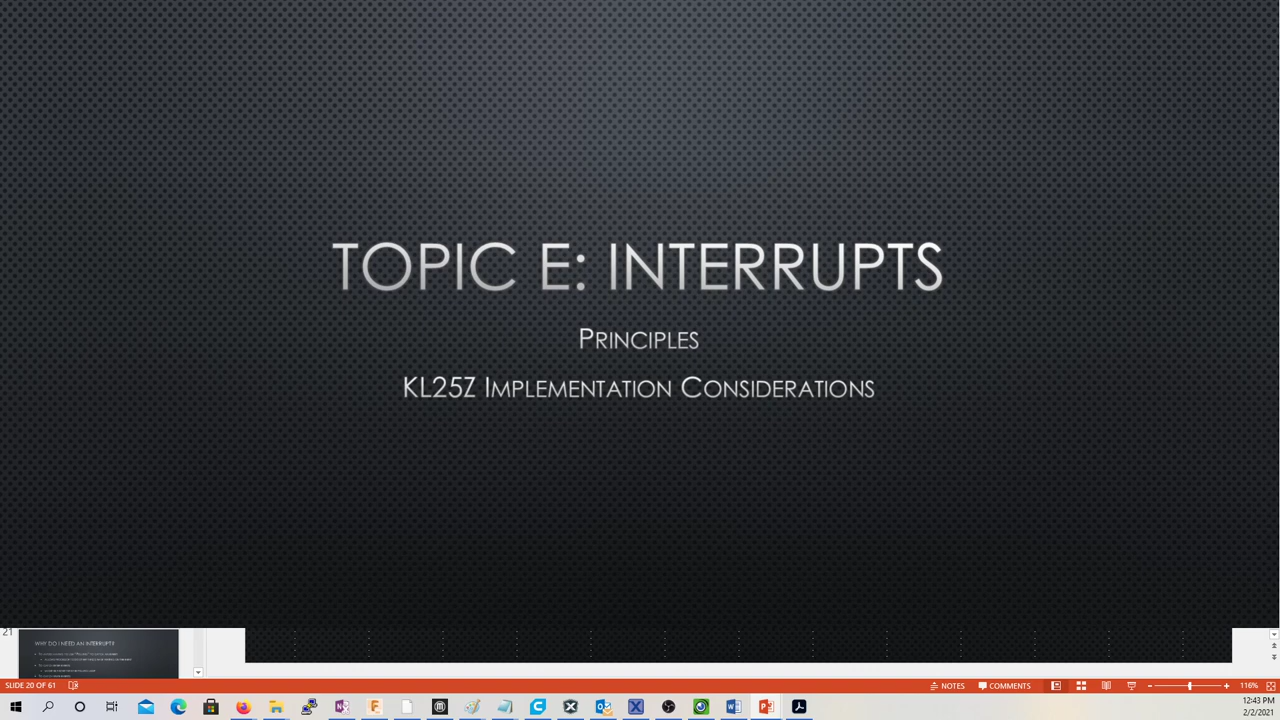 TOPIC E: INTERRUPTS
PRINCIPLES
KL25Z IMPLEMENTATION CONSIDERATIONS
21
WHY DO I NEED AN INTERRUPT?
SLIDE 20 OF 61
NOTES
COMMENTS
116%
12:43 PM
2/2/2021